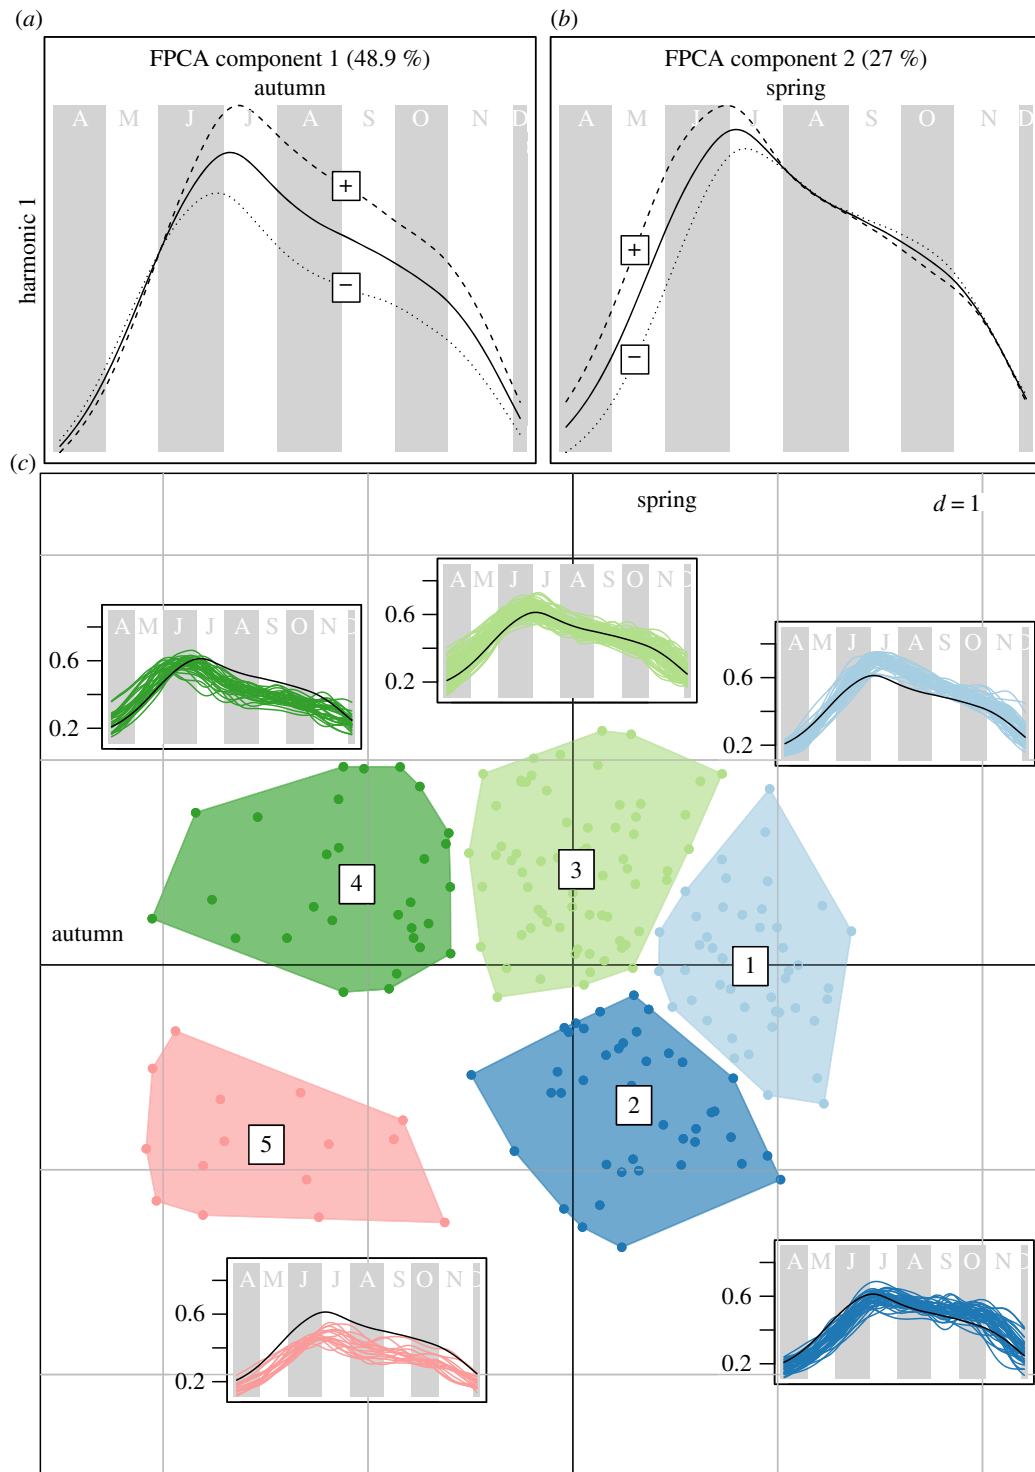 (a)
FPCA component 1 (48.9 %)
autumn
A M J J A S O N D
+
−
harmonic 1
(b)
FPCA component 2 (27 %)
spring
A M J J A S O N D
+
−
(c)
spring
d = 1
autumn
A M J J A S O N D
0.6
0.2
A M J J A S O N D
0.6
0.2
A M J J A S O N D
0.6
0.2
4
3
1
2
5
A M J J A S O N D
0.6
0.2
A M J J A S O N D
0.6
0.2